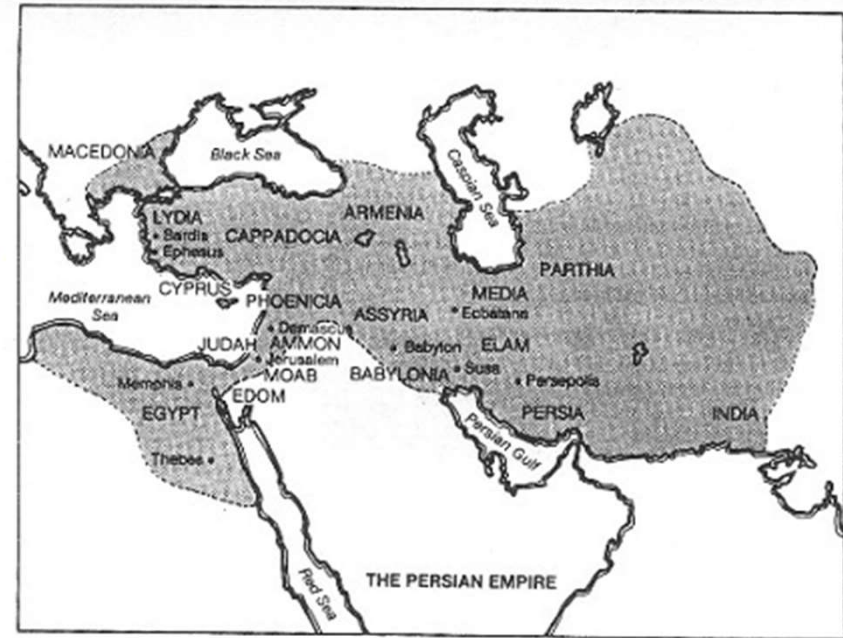 MACEDONIA
Black Sea
Caspian Sea
LYDIA
Sardis
Ephesus
CAPPADOCIA
ARMENIA
PARTHIA
CYPRUS
Mediterranean
Sea
PHOENICIA
MEDIA
Ecbatana
ASSYRIA
Damascus
JUDAH
AMMON
Babylon
ELAM
Jerusalem
MOAB
BABYLONIA
Susa
Persepolis
Memphis
EDOM
EGYPT
PERSIA
INDIA
Persian Gulf
Thebes
Red Sea
THE PERSIAN EMPIRE